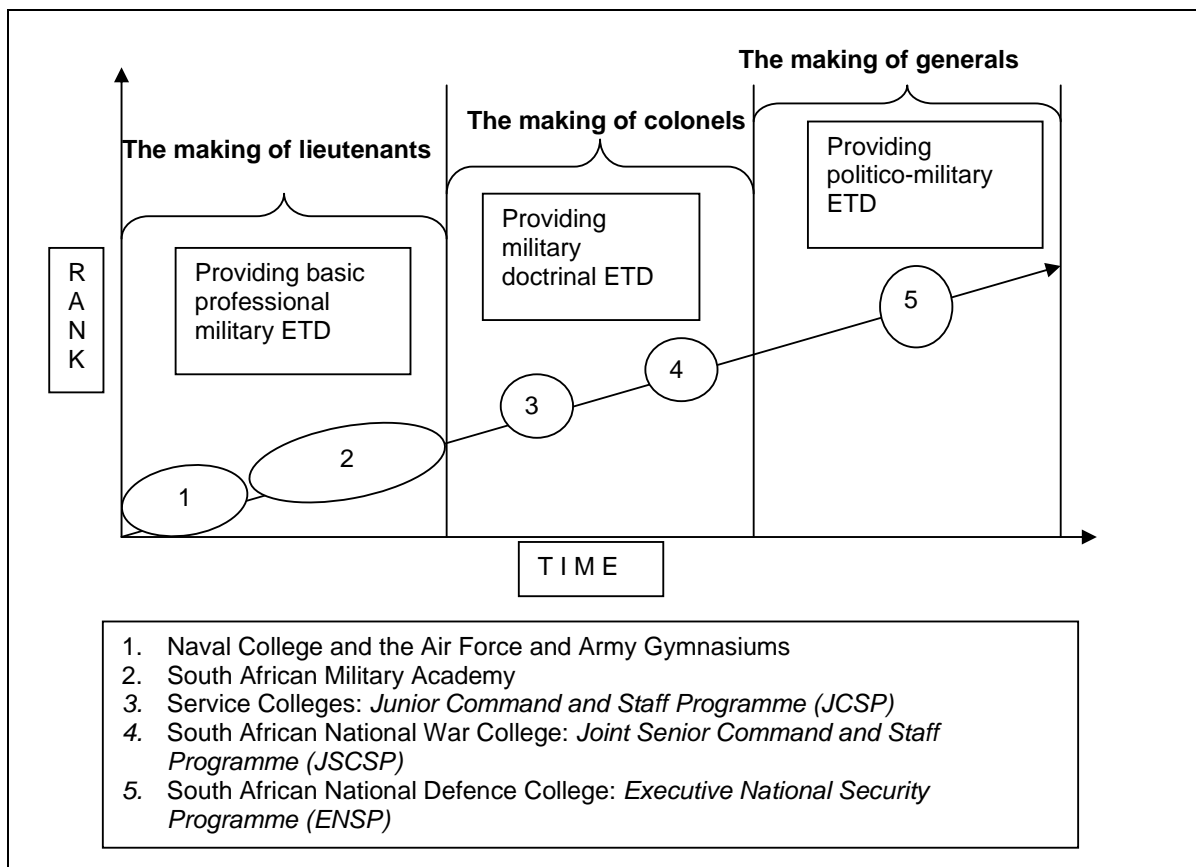 The making of generals
The making of colonels
The making of lieutenants
Providing
politico-military
ETD
Providing
military
doctrinal ETD
Providing basic
professional
military ETD
R
A
N
K
5
4
3
2
1
T I M E
1. Naval College and the Air Force and Army Gymnasiums
2. South African Military Academy
3. Service Colleges: Junior Command and Staff Programme (JCSP)
4. South African National War College: Joint Senior Command and Staff
Programme (JSCSP)
5. South African National Defence College: Executive National Security
Programme (ENSP)